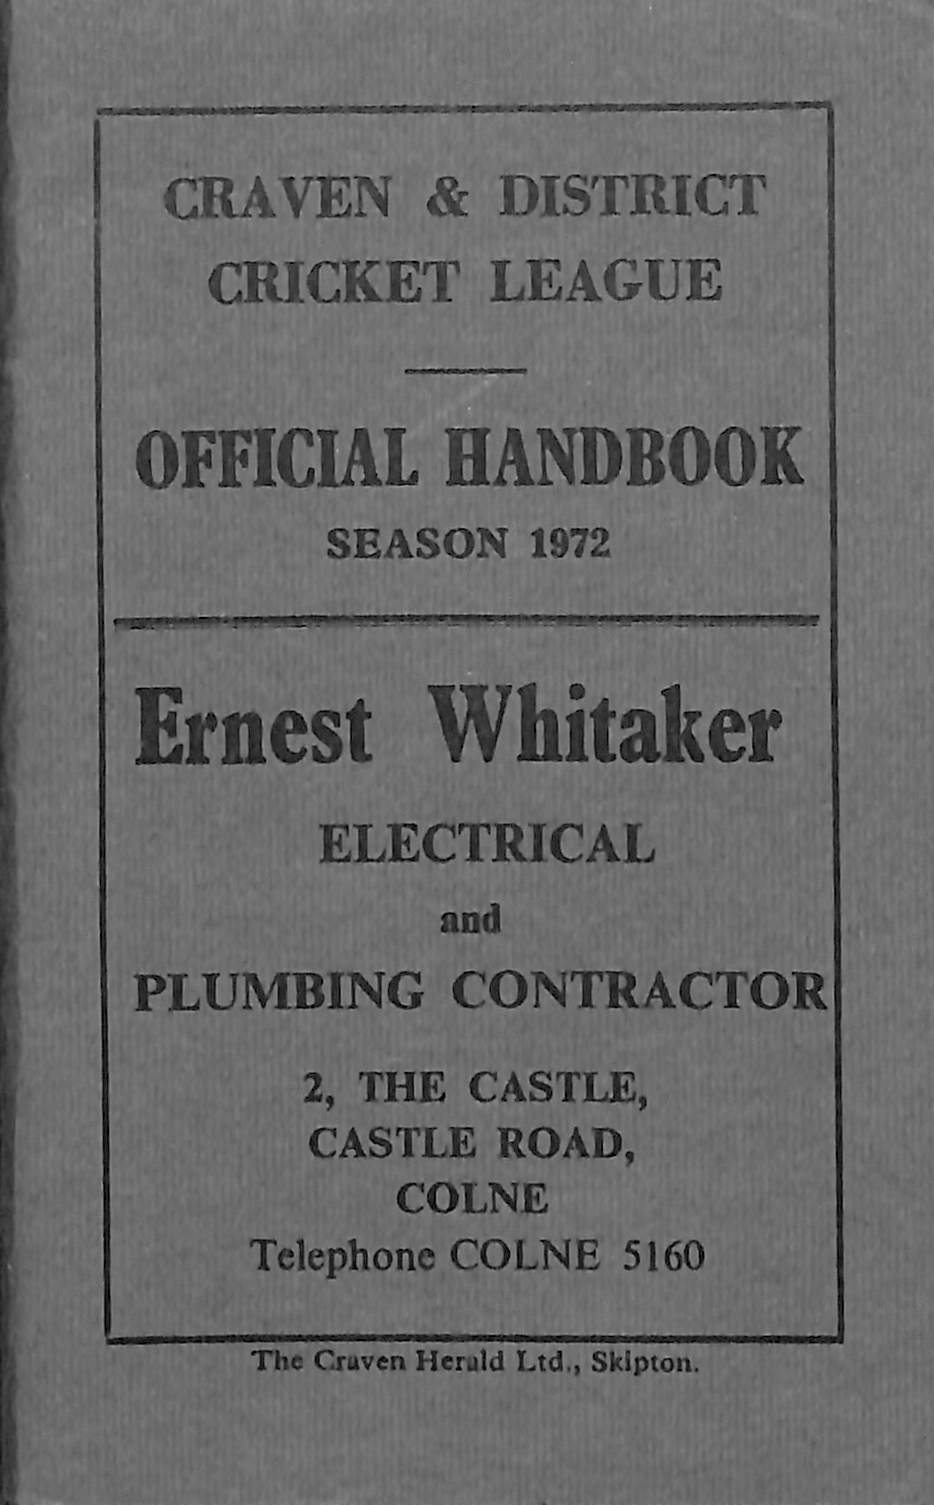 CRAVEN & DISTRICT
CRICKET LEAGUE
OFFICIAL HANDBOOK
SEASON 1972
Ernest Whitaker
ELECTRICAL
and
PLUMBING CONTRACTOR
2, THE CASTLE,
CASTLE ROAD,
COLNE
Telephone COLNE 5160
The Craven Herald Ltd., Skipton.